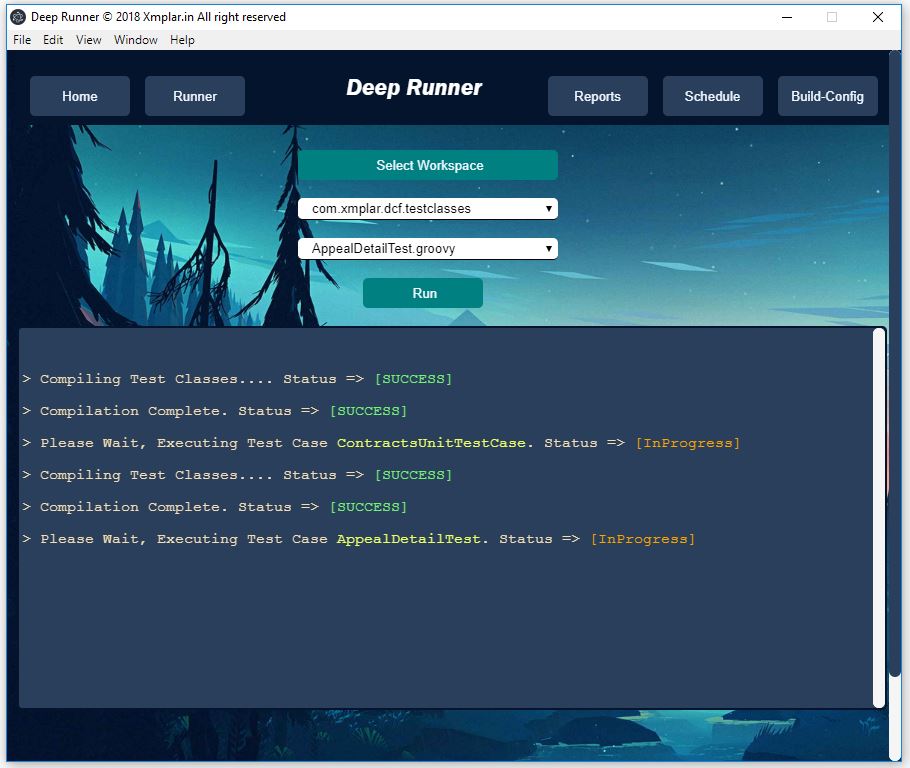 Deep Runner © 2018 Xmplar.in All right reserved
File Edit View Window Help
Home Runner Deep Runner Reports Schedule Build-Config
Select Workspace
com.xmplar.dcf.testclasses
AppealDetailTest.groovy
Run
> Compiling Test Classes.... Status => [SUCCESS]
> Compilation Complete. Status => [SUCCESS]
> Please Wait, Executing Test Case ContractsUnitTestCase. Status => [InProgress]
> Compiling Test Classes.... Status => [SUCCESS]
> Compilation Complete. Status => [SUCCESS]
> Please Wait, Executing Test Case AppealDetailTest. Status => [InProgress]